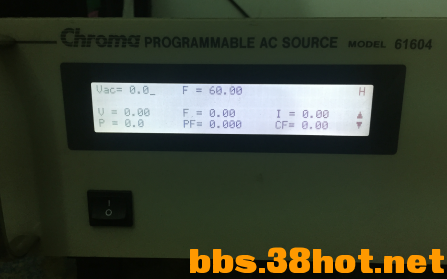 Chroma PROGRAMMABLE AC SOURCE MODEL 61604
Vac= 0.0_ F = 60.00 H
V = 0.00 F = 0.00 I = 0.00 ▲
P = 0.0 PF= 0.000 CF= 0.00 ▼
I
O
bbs.38hot.net